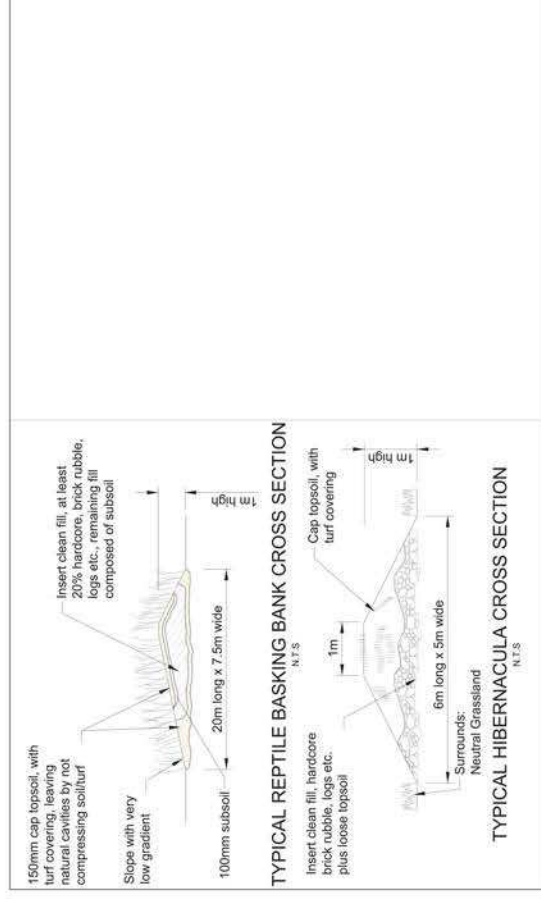 150mm cap topsoil, with
turf covering, leaving
natural cavities by not
compressing soil/turf
Insert clean fill, at least
20% hardcore, brick rubble,
logs etc., remaining fill
composed of subsoil
Slope with very
low gradient
1m high
20m long x 7.5m wide
100mm subsoil
TYPICAL REPTILE BASKING BANK CROSS SECTION
N.T.S
Insert clean fill, hardcore
brick rubble, logs etc.
plus loose topsoil
1m
Cap topsoil, with
turf covering
1m high
6m long x 5m wide
Surrounds:
Neutral Grassland
TYPICAL HIBERNACULA CROSS SECTION
N.T.S